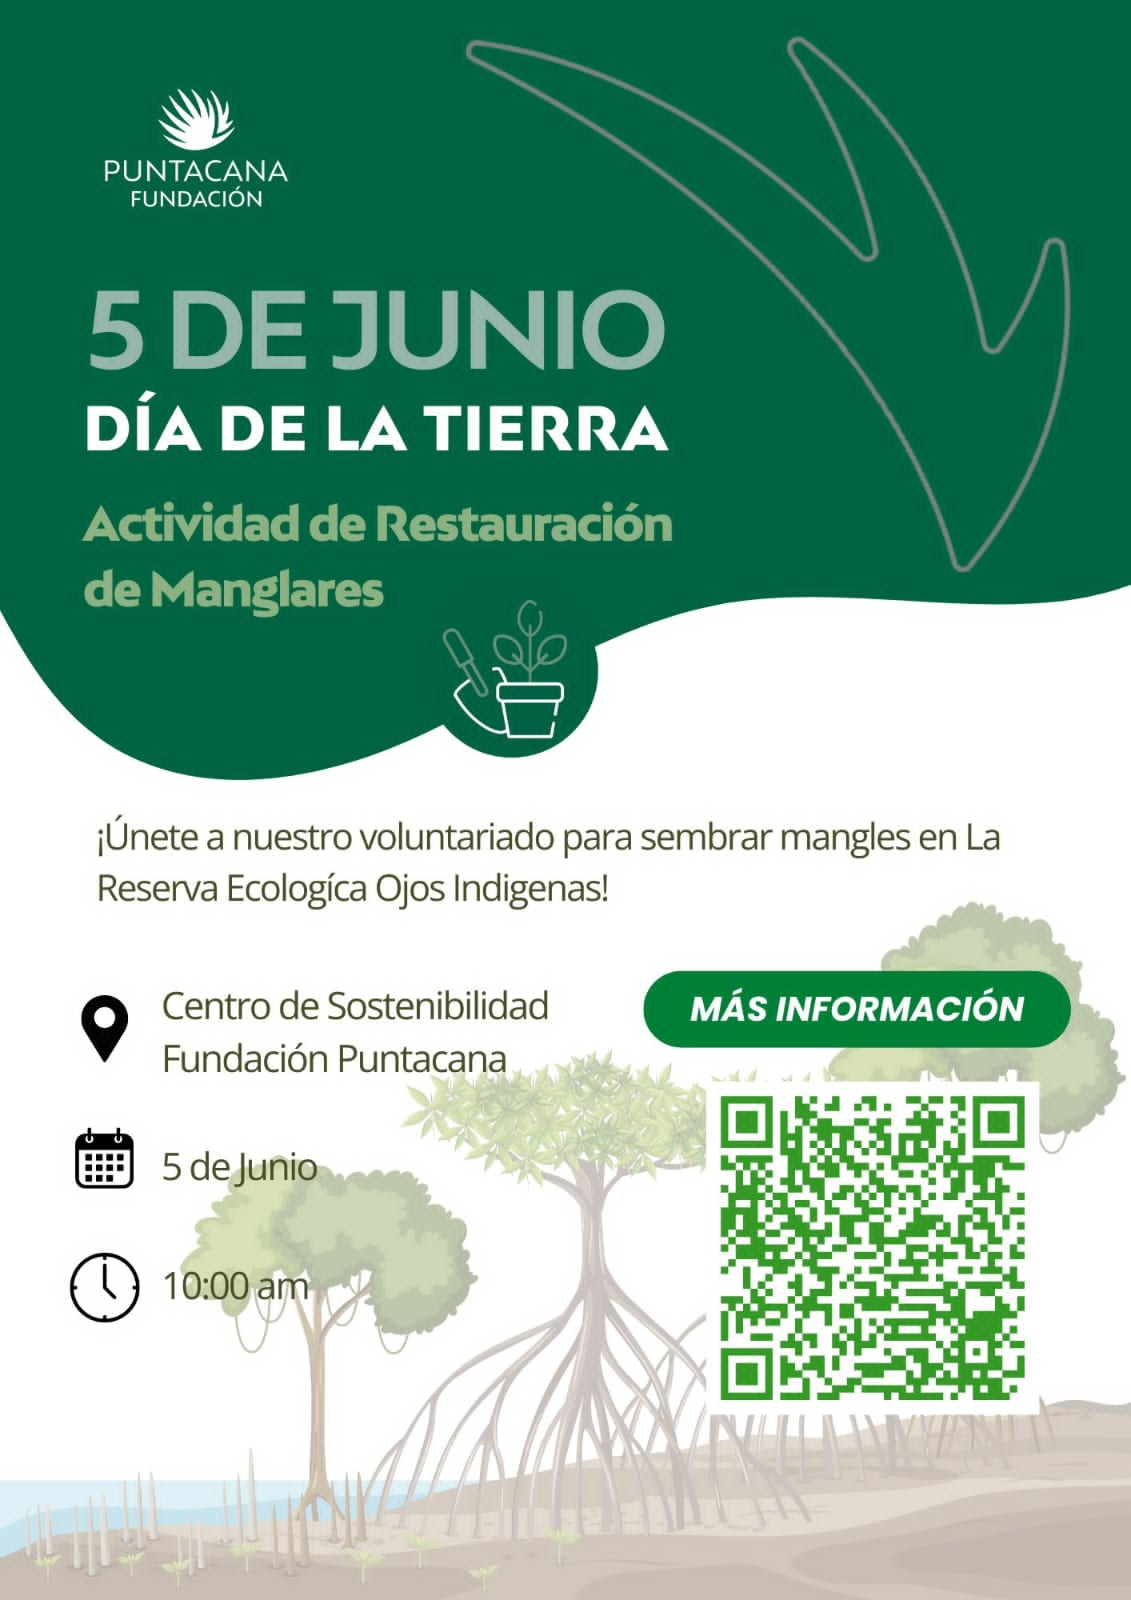 PUNTACANA
FUNDACIÓN
5 DE JUNIO
DÍA DE LA TIERRA
Actividad de Restauración
de Manglares
¡Únete a nuestro voluntariado para sembrar mangles en La
Reserva Ecologíca Ojos Indigenas!
Centro de Sostenibilidad
Fundación Puntacana
MÁS INFORMACIÓN
5 de Junio
10:00 am